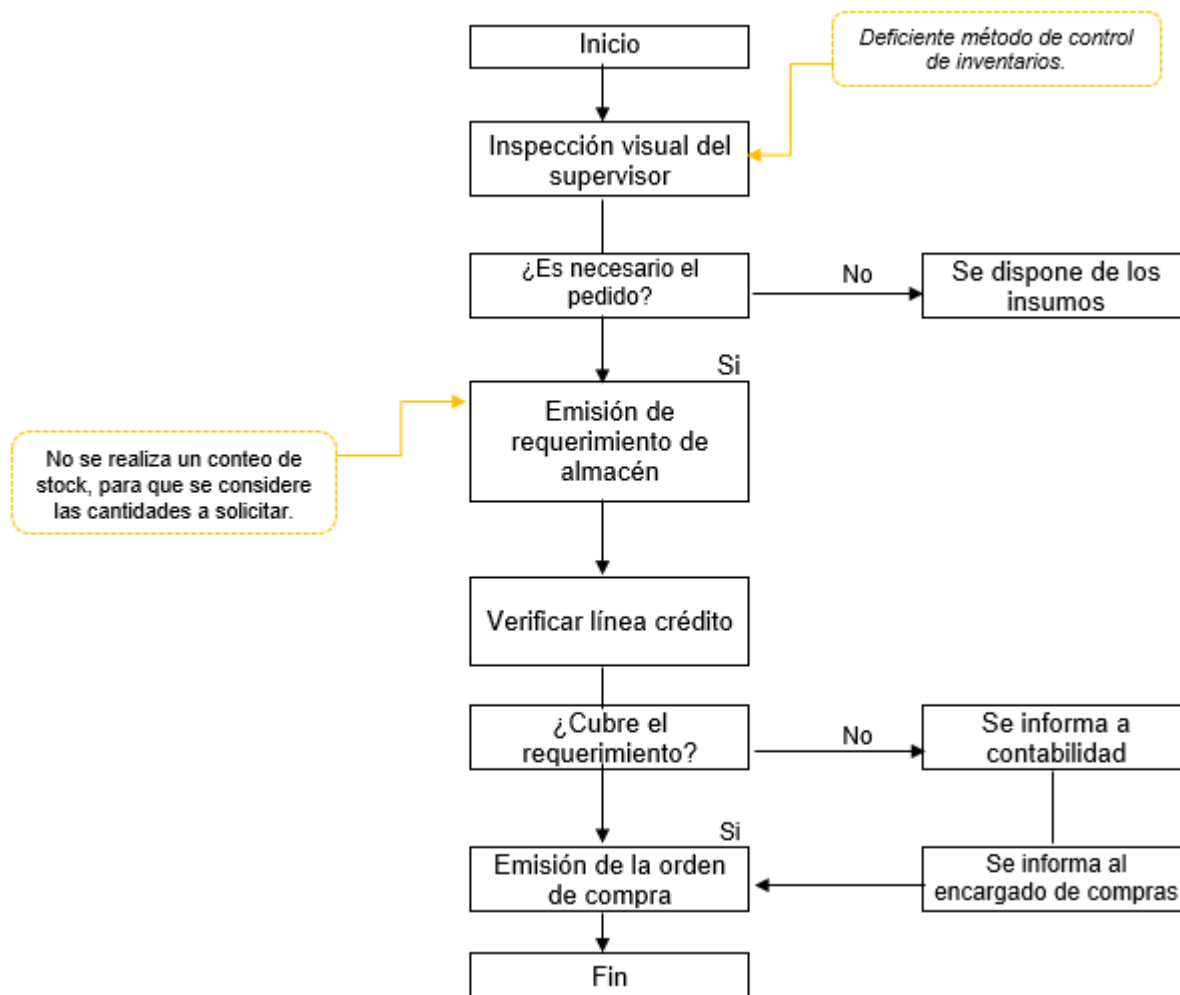 Inicio
Deficiente método de control
de inventarios.
Inspección visual del
supervisor
¿Es necesario el
pedido?
No
Se dispone de los
insumos
Si
Emisión de
requerimiento de
almacén
No se realiza un conteo de
stock, para que se considere
las cantidades a solicitar.
Verificar línea crédito
¿Cubre el
requerimiento?
No
Se informa a
contabilidad
Si
Emisión de la orden
de compra
Se informa al
encargado de compras
Fin